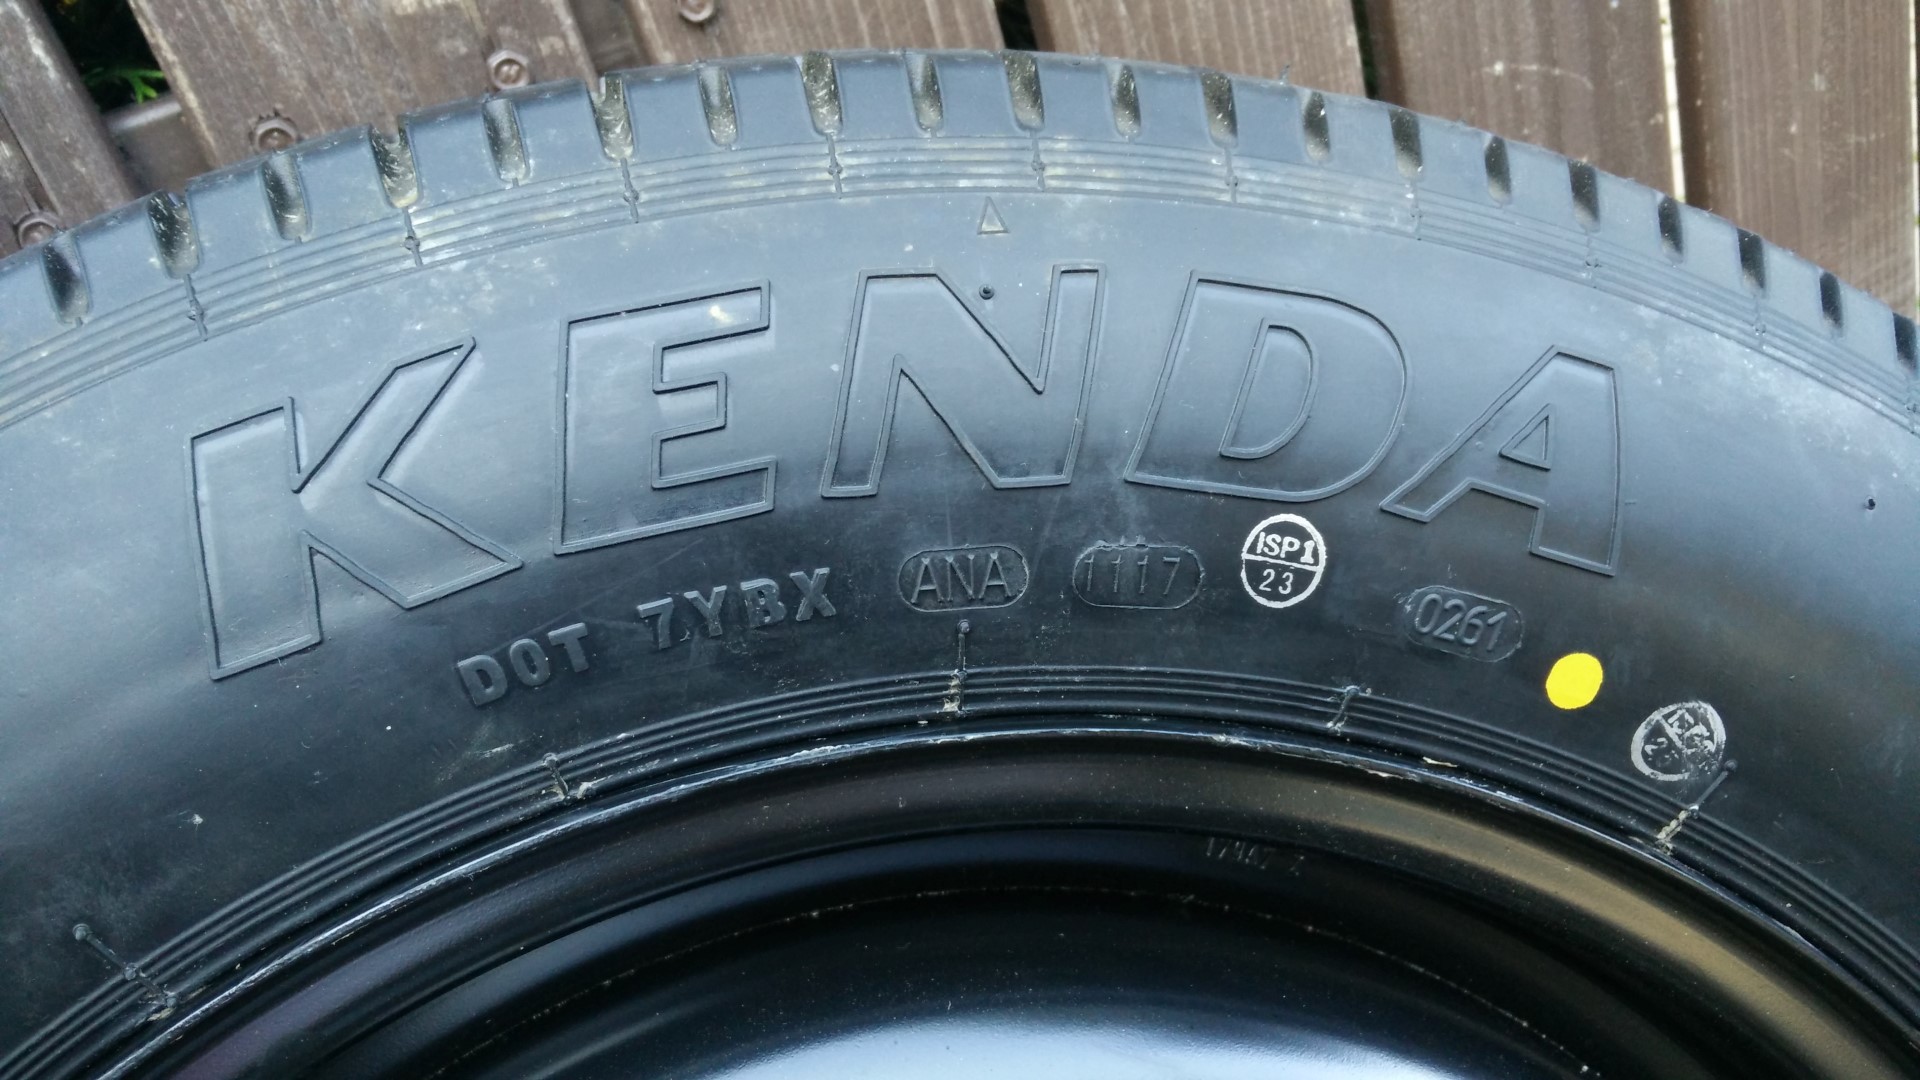 KENDA
DOT 7YBX ANA 1117
ISP1
23
0261